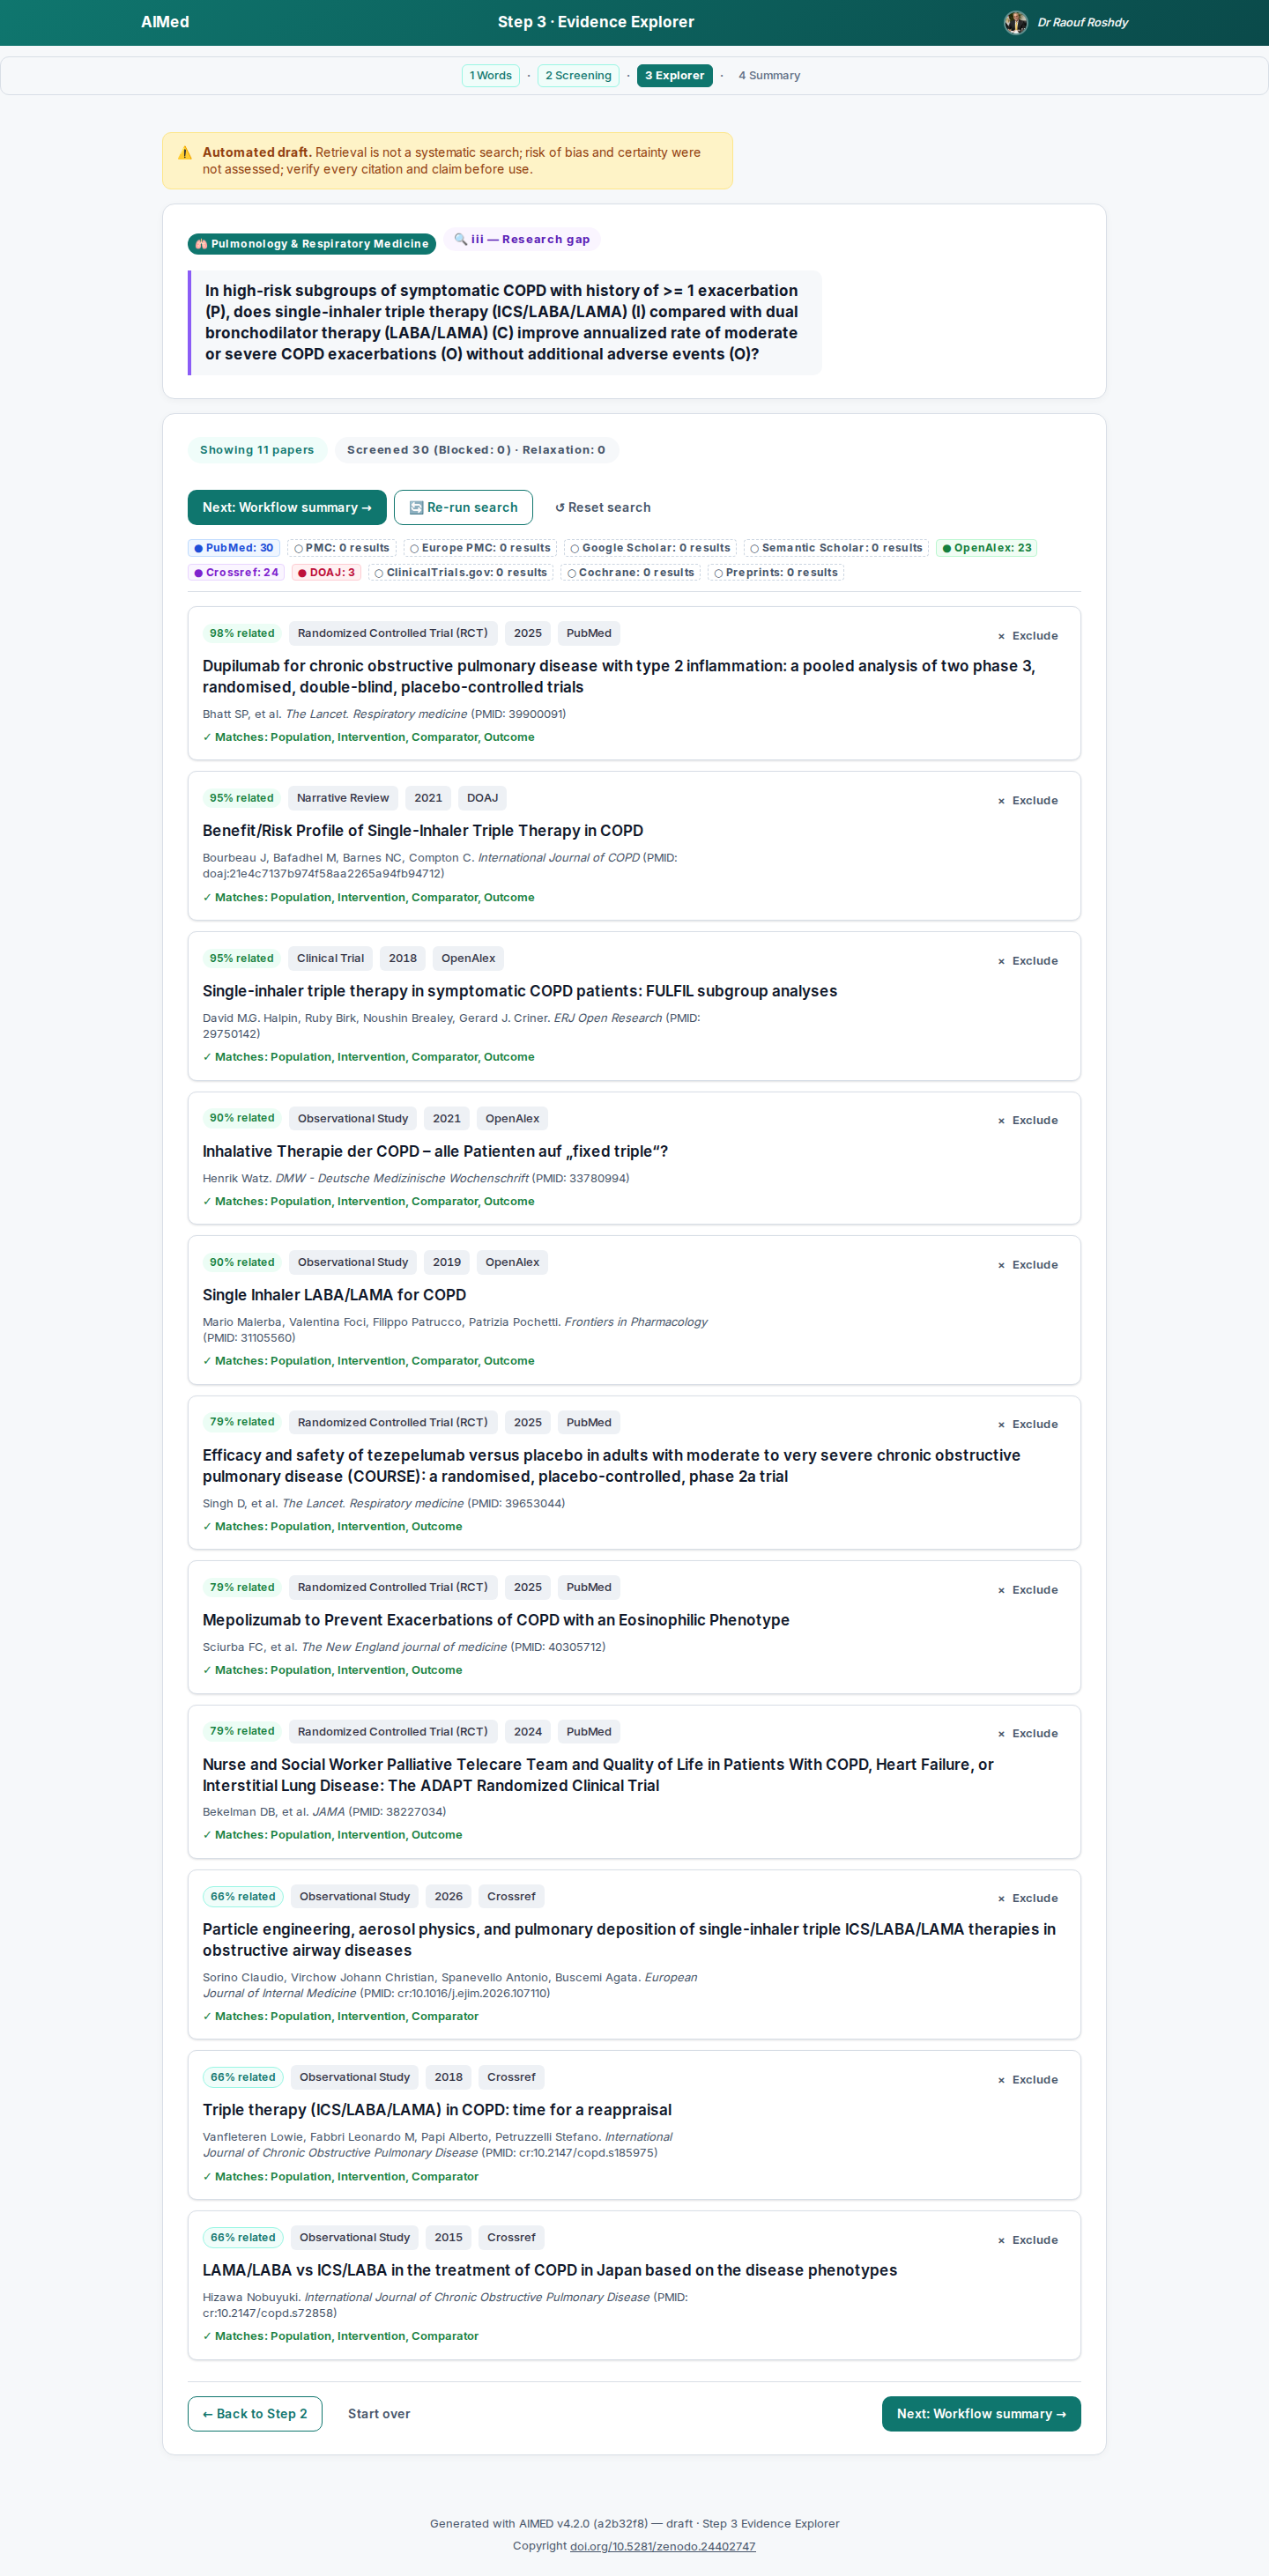 AIMed
Step 3 · Evidence Explorer
Dr Raouf Roshdy
1 Words · 2 Screening · 3 Explorer · 4 Summary
⚠️ Automated draft. Retrieval is not a systematic search; risk of bias and certainty were
not assessed; verify every citation and claim before use.
🫁 Pulmonology & Respiratory Medicine 🔍 iii — Research gap
In high-risk subgroups of symptomatic COPD with history of >= 1 exacerbation
(P), does single-inhaler triple therapy (ICS/LABA/LAMA) (I) compared with dual
bronchodilator therapy (LABA/LAMA) (C) improve annualized rate of moderate
or severe COPD exacerbations (O) without additional adverse events (O)?
Showing 11 papers Screened 30 (Blocked: 0) · Relaxation: 0
Next: Workflow summary → 🔄 Re-run search ↺ Reset search
● PubMed: 30 ○ PMC: 0 results ○ Europe PMC: 0 results ○ Google Scholar: 0 results ○ Semantic Scholar: 0 results ● OpenAlex: 23
● Crossref: 24 ● DOAJ: 3 ○ ClinicalTrials.gov: 0 results ○ Cochrane: 0 results ○ Preprints: 0 results
98% related Randomized Controlled Trial (RCT) 2025 PubMed × Exclude
Dupilumab for chronic obstructive pulmonary disease with type 2 inflammation: a pooled analysis of two phase 3,
randomised, double-blind, placebo-controlled trials
Bhatt SP, et al. The Lancet. Respiratory medicine (PMID: 39900091)
✓ Matches: Population, Intervention, Comparator, Outcome
95% related Narrative Review 2021 DOAJ × Exclude
Benefit/Risk Profile of Single-Inhaler Triple Therapy in COPD
Bourbeau J, Bafadhel M, Barnes NC, Compton C. International Journal of COPD (PMID:
doaj:21e4c7137b974f58aa2265a94fb94712)
✓ Matches: Population, Intervention, Comparator, Outcome
95% related Clinical Trial 2018 OpenAlex × Exclude
Single-inhaler triple therapy in symptomatic COPD patients: FULFIL subgroup analyses
David M.G. Halpin, Ruby Birk, Noushin Brealey, Gerard J. Criner. ERJ Open Research (PMID:
29750142)
✓ Matches: Population, Intervention, Comparator, Outcome
90% related Observational Study 2021 OpenAlex × Exclude
Inhalative Therapie der COPD – alle Patienten auf „fixed triple“?
Henrik Watz. DMW - Deutsche Medizinische Wochenschrift (PMID: 33780994)
✓ Matches: Population, Intervention, Comparator, Outcome
90% related Observational Study 2019 OpenAlex × Exclude
Single Inhaler LABA/LAMA for COPD
Mario Malerba, Valentina Foci, Filippo Patrucco, Patrizia Pochetti. Frontiers in Pharmacology
(PMID: 31105560)
✓ Matches: Population, Intervention, Comparator, Outcome
79% related Randomized Controlled Trial (RCT) 2025 PubMed × Exclude
Efficacy and safety of tezepelumab versus placebo in adults with moderate to very severe chronic obstructive
pulmonary disease (COURSE): a randomised, placebo-controlled, phase 2a trial
Singh D, et al. The Lancet. Respiratory medicine (PMID: 39653044)
✓ Matches: Population, Intervention, Outcome
79% related Randomized Controlled Trial (RCT) 2025 PubMed × Exclude
Mepolizumab to Prevent Exacerbations of COPD with an Eosinophilic Phenotype
Sciurba FC, et al. The New England journal of medicine (PMID: 40305712)
✓ Matches: Population, Intervention, Outcome
79% related Randomized Controlled Trial (RCT) 2024 PubMed × Exclude
Nurse and Social Worker Palliative Telecare Team and Quality of Life in Patients With COPD, Heart Failure, or
Interstitial Lung Disease: The ADAPT Randomized Clinical Trial
Bekelman DB, et al. JAMA (PMID: 38227034)
✓ Matches: Population, Intervention, Outcome
66% related Observational Study 2026 Crossref × Exclude
Particle engineering, aerosol physics, and pulmonary deposition of single-inhaler triple ICS/LABA/LAMA therapies in
obstructive airway diseases
Sorino Claudio, Virchow Johann Christian, Spanevello Antonio, Buscemi Agata. European
Journal of Internal Medicine (PMID: cr:10.1016/j.ejim.2026.107110)
✓ Matches: Population, Intervention, Comparator
66% related Observational Study 2018 Crossref × Exclude
Triple therapy (ICS/LABA/LAMA) in COPD: time for a reappraisal
Vanfleteren Lowie, Fabbri Leonardo M, Papi Alberto, Petruzzelli Stefano. International
Journal of Chronic Obstructive Pulmonary Disease (PMID: cr:10.2147/copd.s185975)
✓ Matches: Population, Intervention, Comparator
66% related Observational Study 2015 Crossref × Exclude
LAMA/LABA vs ICS/LABA in the treatment of COPD in Japan based on the disease phenotypes
Hizawa Nobuyuki. International Journal of Chronic Obstructive Pulmonary Disease (PMID:
cr:10.2147/copd.s72858)
✓ Matches: Population, Intervention, Comparator
← Back to Step 2 Start over Next: Workflow summary →
Generated with AIMED v4.2.0 (a2b32f8) — draft · Step 3 Evidence Explorer
Copyright doi.org/10.5281/zenodo.24402747